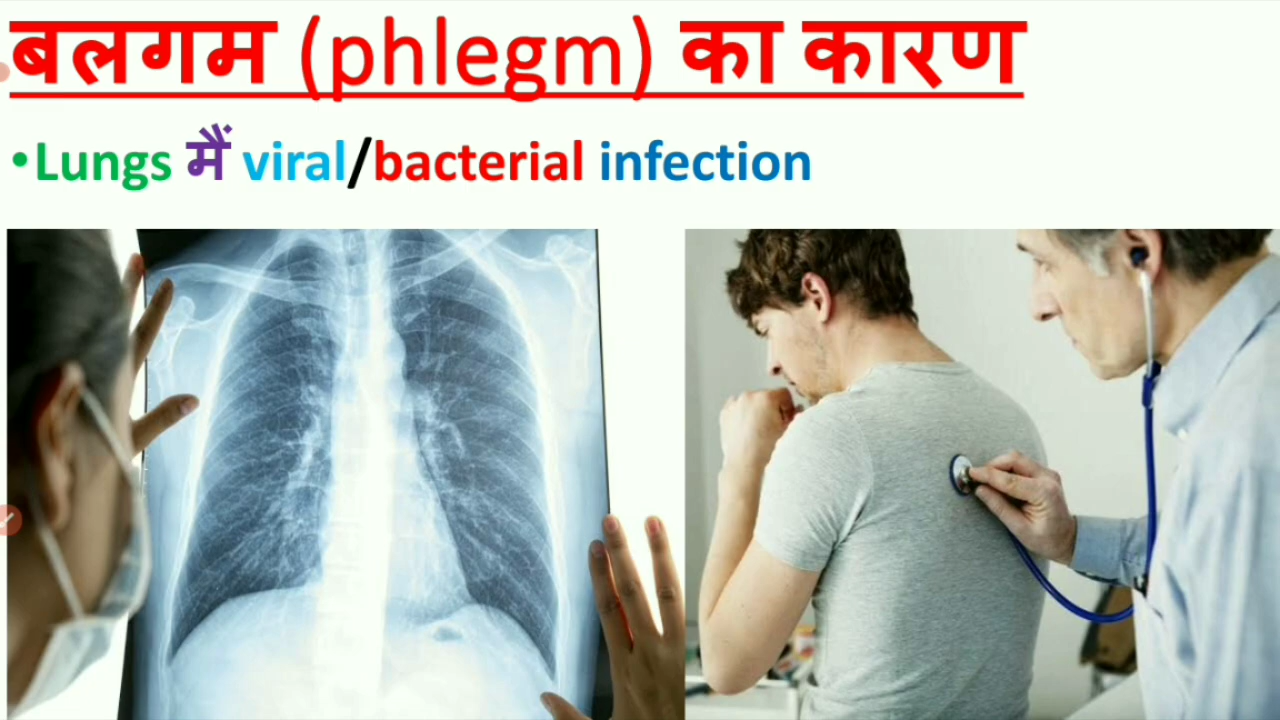 बलगम (phlegm) का कारण
•Lungs मैं viral/bacterial infection